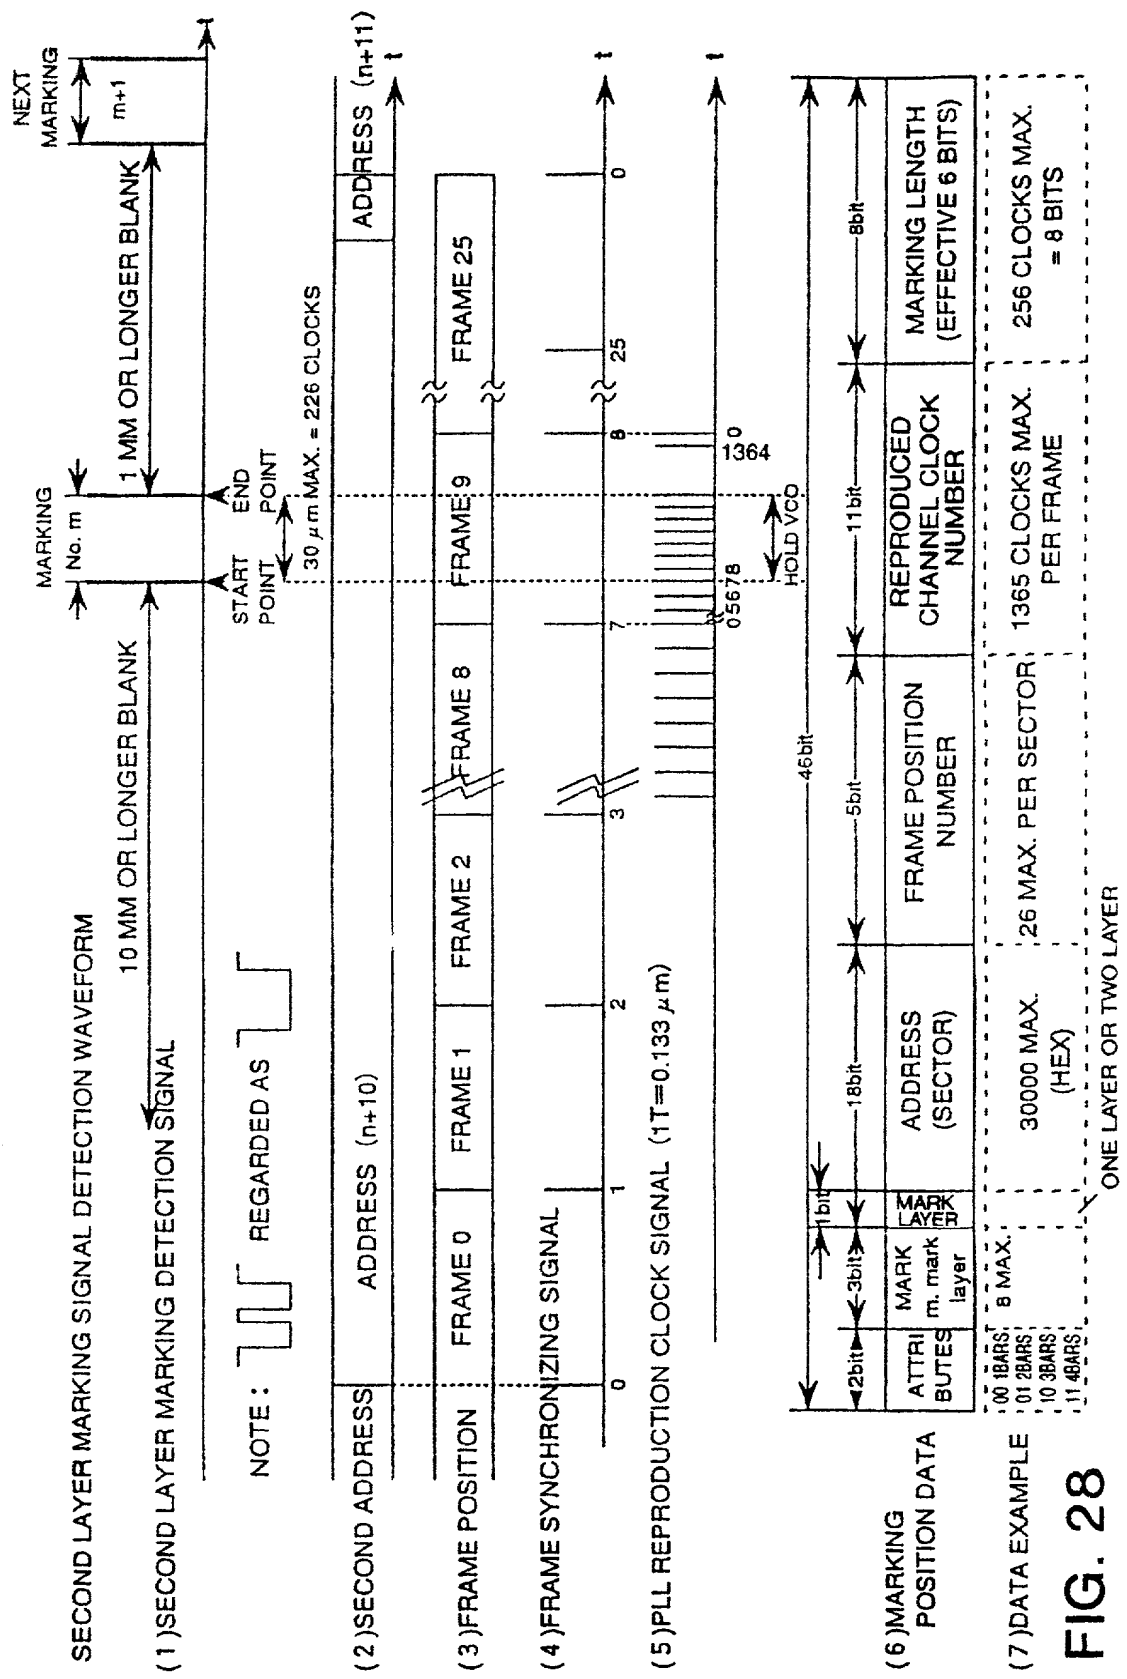 SECOND LAYER MARKING SIGNAL DETECTION WAVEFORM
(1)SECOND LAYER MARKING DETECTION SIGNAL
10 MM OR LONGER BLANK
MARKING
No. m
1 MM OR LONGER BLANK
NEXT
MARKING
m+1
t
START
POINT
END
POINT
30 μm MAX. = 226 CLOCKS
NOTE : REGARDED AS
(2)SECOND ADDRESS
ADDRESS (n+10)
ADDRESS (n+11)
t
(3)FRAME POSITION
FRAME 0
FRAME 1
FRAME 2
FRAME 8
FRAME 9
FRAME 25
(4)FRAME SYNCHRONIZING SIGNAL
0 1 2 3 7 8 25 0
t
(5)PLL REPRODUCTION CLOCK SIGNAL (1T=0.133 μm)
05678
1364
0
t
HOLD VCO
46bit
2bit
3bit
1bit
18bit
5bit
11bit
8bit
(6)MARKING
POSITION DATA
ATTRI
BUTES
MARK
m. mark
layer
MARK
LAYER
ADDRESS
(SECTOR)
FRAME POSITION
NUMBER
REPRODUCED
CHANNEL CLOCK
NUMBER
MARKING LENGTH
(EFFECTIVE 6 BITS)
(7)DATA EXAMPLE
00 1BARS
01 2BARS
10 3BARS
11 4BARS
8 MAX.
30000 MAX.
(HEX)
26 MAX. PER SECTOR
1365 CLOCKS MAX.
PER FRAME
256 CLOCKS MAX.
= 8 BITS
ONE LAYER OR TWO LAYER
FIG. 28